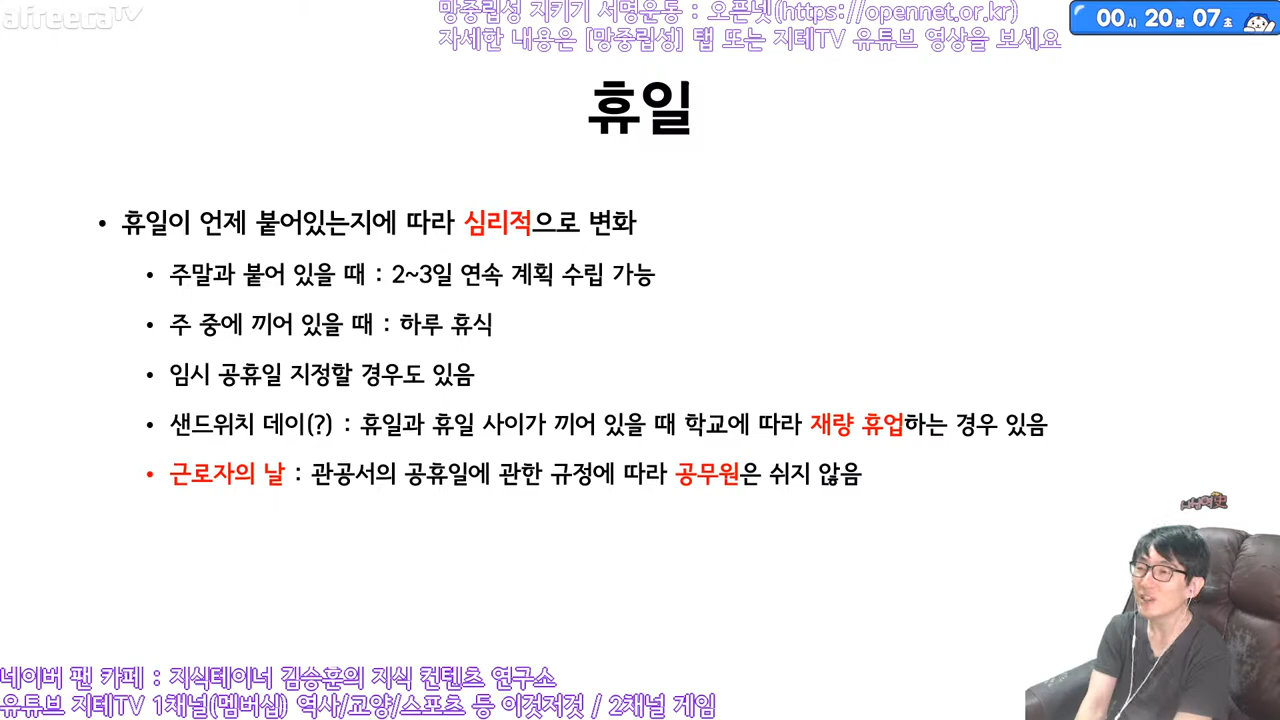 afreecaTV
망중립성 지키기 서명운동 : 오픈넷(https://opennet.or.kr)
자세한 내용은 [망중립성] 탭 또는 지테TV 유튜브 영상을 보세요
00시 20분 07초
휴일
• 휴일이 언제 붙어있는지에 따라 심리적으로 변화
• 주말과 붙어 있을 때 : 2~3일 연속 계획 수립 가능
• 주 중에 끼어 있을 때 : 하루 휴식
• 임시 공휴일 지정할 경우도 있음
• 샌드위치 데이(?) : 휴일과 휴일 사이가 끼어 있을 때 학교에 따라 재량 휴업하는 경우 있음
• 근로자의 날 : 관공서의 공휴일에 관한 규정에 따라 공무원은 쉬지 않음
네이버 팬 카페 : 지식테이너 김승훈의 지식 컨텐츠 연구소
유튜브 지테TV 1채널(멤버십) 역사/교양/스포츠 등 이것저것 / 2채널 게임